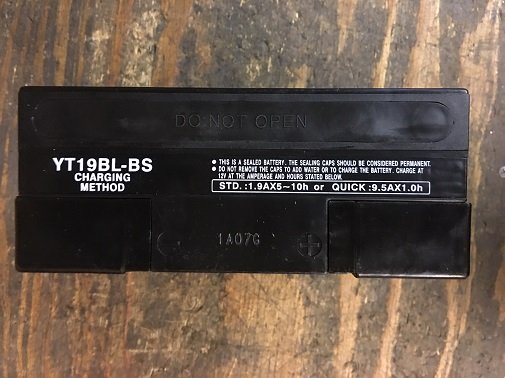 DO NOT OPEN
YT19BL-BS
CHARGING
METHOD
• THIS IS A SEALED BATTERY. THE SEALING CAPS SHOULD BE CONSIDERED PERMANENT.
• DO NOT REMOVE THE CAPS TO ADD WATER OR TO CHARGE THE BATTERY. CHARGE AT
12V AT THE AMPERAGE AND HOURS STATED BELOW.
STD.:1.9AX5~10h or QUICK:9.5AX1.0h
- 1A07G +